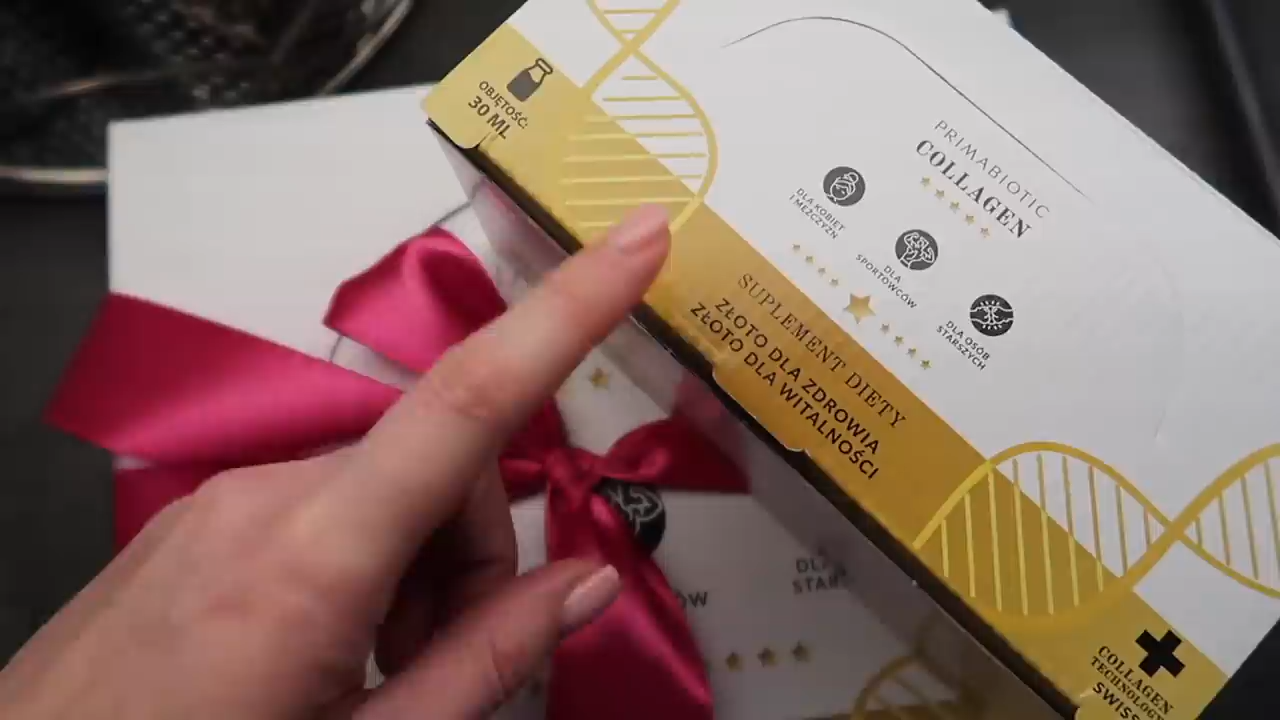 OBJĘTOŚĆ:
30 ML
PRIMABIOTIC
COLLAGEN
DLA KOBIET
I MĘŻCZYZN
DLA
SPORTOWCÓW
DLA OSÓB
STARSZYCH
SUPLEMENT DIETY
ZŁOTO DLA ZDROWIA
ZŁOTO DLA WITALNOŚCI
COLLAGEN
TECHNOLOGY
SWISS